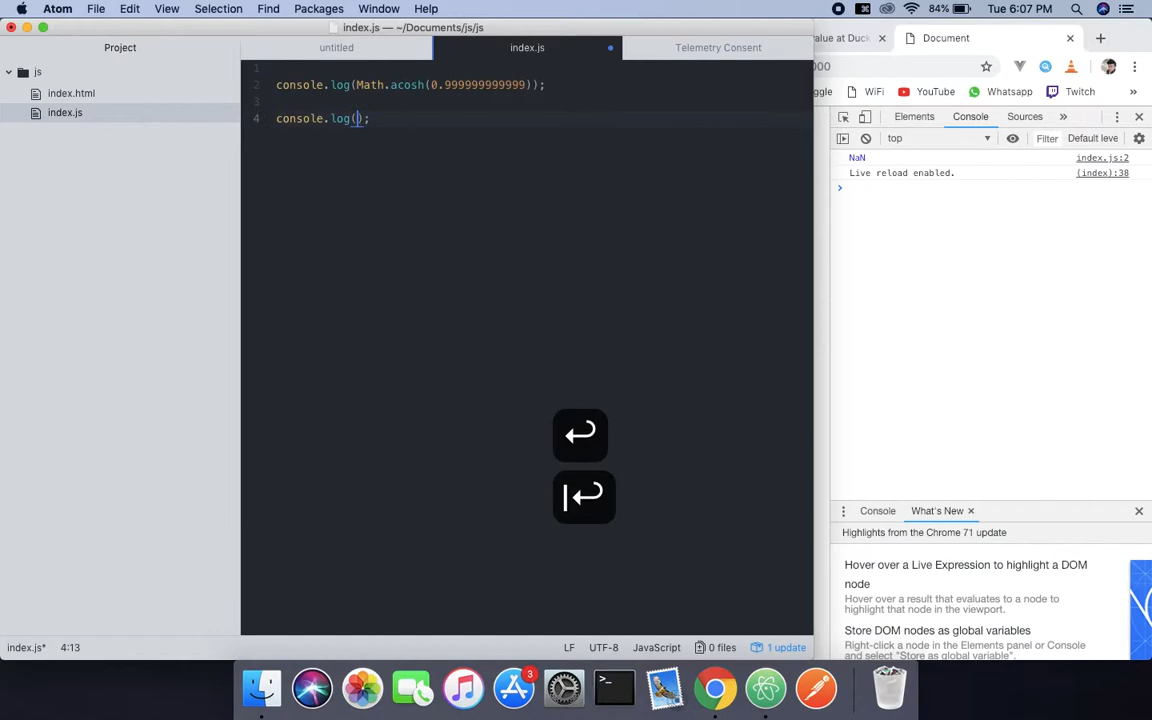 Atom File Edit View Selection Find Packages Window Help 84% Tue 6:07 PM
index.js — ~/Documents/js/js
Project
untitled
index.js
Telemetry Consent
js
index.html
index.js
1
2 console.log(Math.acosh(0.999999999999));
3
4 console.log();
index.js* 4:13
LF UTF-8 JavaScript 0 files 1 update
value at Duck
Document
000
ggle WiFi YouTube Whatsapp Twitch »
Elements Console Sources »
top Filter Default leve
NaN index.js:2
Live reload enabled. (index):38
Console What's New
Highlights from the Chrome 71 update
Hover over a Live Expression to highlight a DOM
node
Hover over a result that evaluates to a node to
highlight that node in the viewport.
Store DOM nodes as global variables
Right-click a node in the Elements panel or Console
and select "Store as global variable".
3